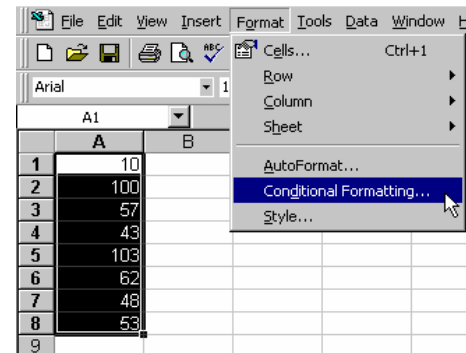 File Edit View Insert Format Tools Data Window
Cells... Ctrl+1
Arial
Row
Column
A1
Sheet
A B
AutoFormat...
Conditional Formatting...
Style...
1 10
2 100
3 57
4 43
5 103
6 62
7 48
8 53
9